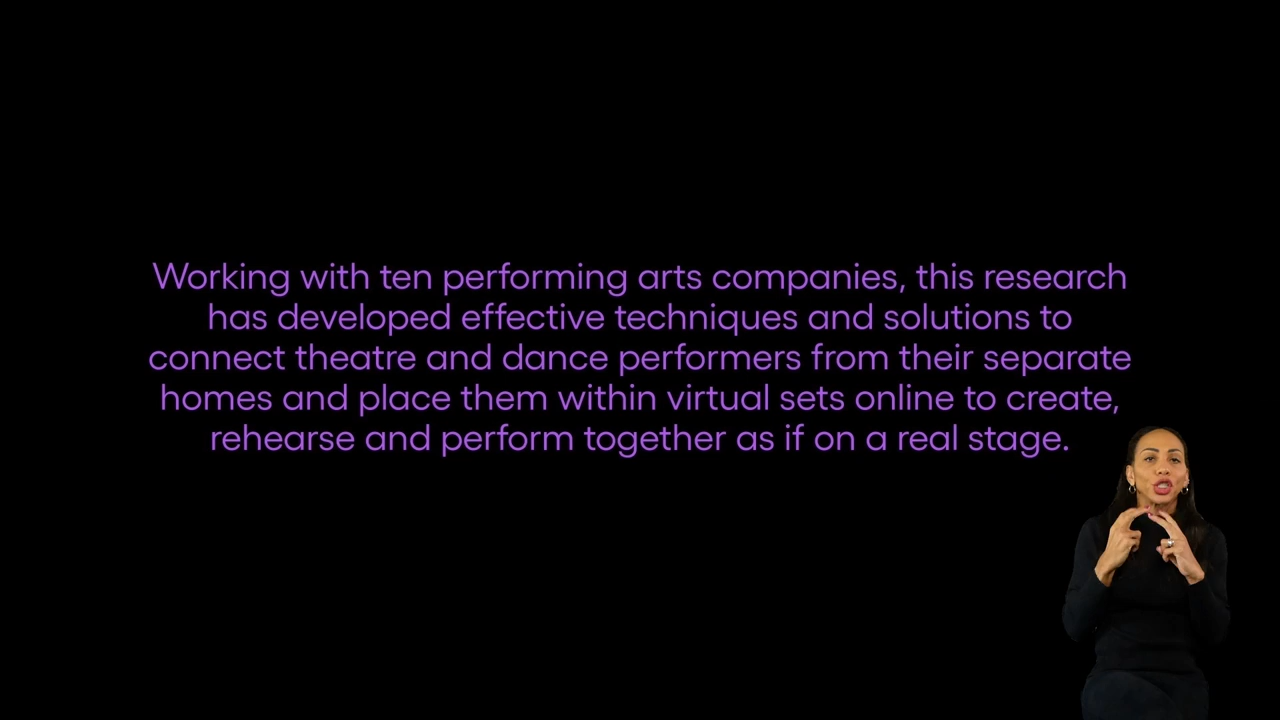 Working with ten performing arts companies, this research
has developed effective techniques and solutions to
connect theatre and dance performers from their separate
homes and place them within virtual sets online to create,
rehearse and perform together as if on a real stage.